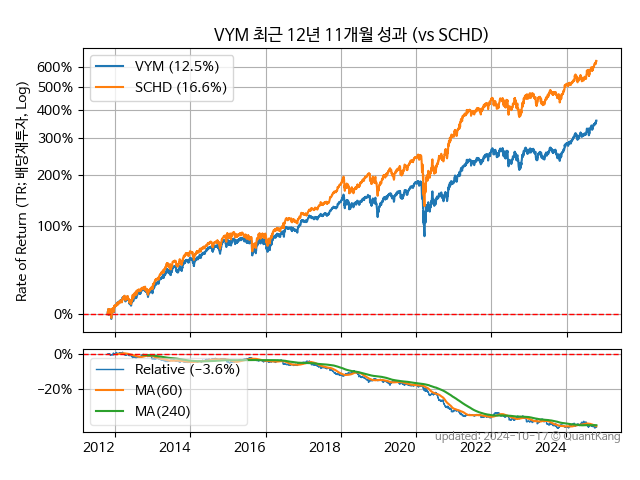 VYM 최근 12년 11개월 성과 (vs SCHD)
VYM (12.5%)
SCHD (16.6%)
Rate of Return (TR: 배당재투자, Log)
600%
500%
400%
300%
200%
100%
0%
0%
−20%
Relative (−3.6%)
MA(60)
MA(240)
2012 2014 2016 2018 2020 2022 2024
updated: 2024-10-17 © QuantKang